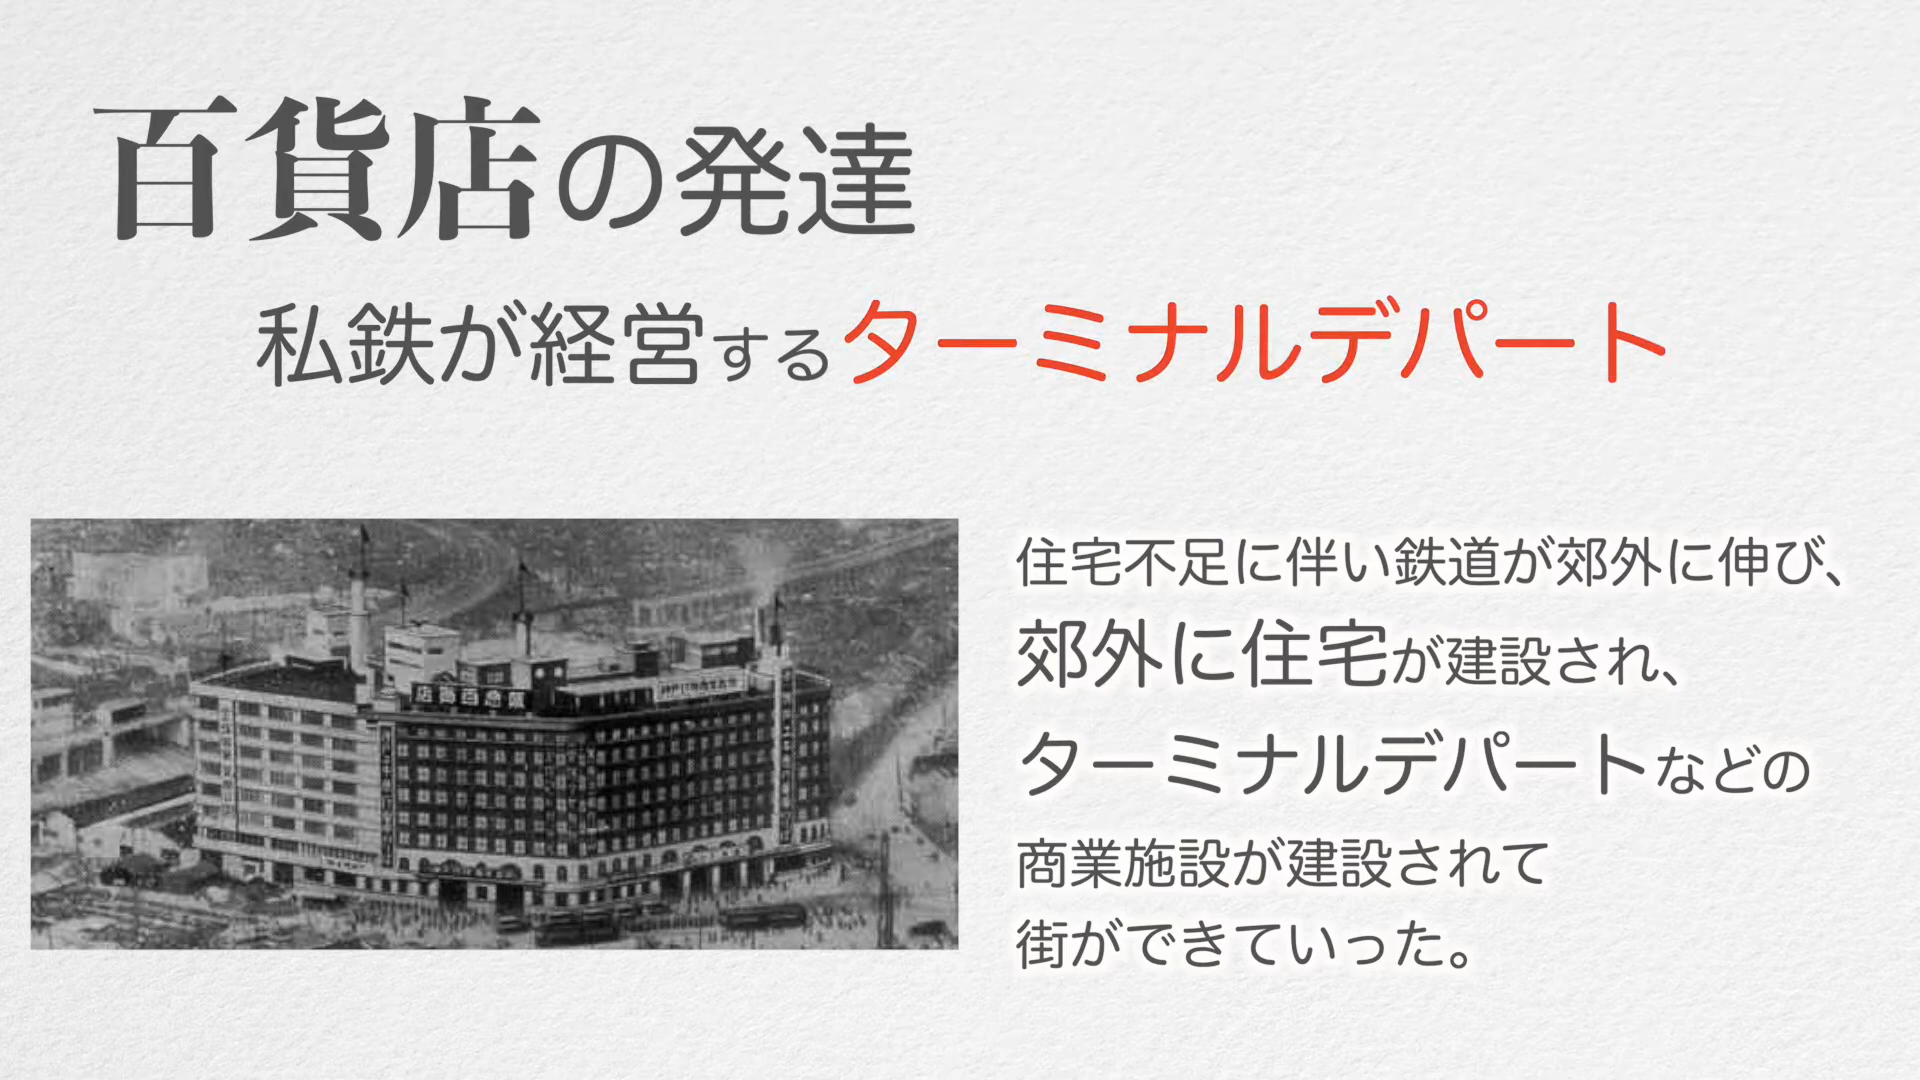 百貨店の発達
私鉄が経営するターミナルデパート
住宅不足に伴い鉄道が郊外に伸び、
郊外に住宅が建設され、
ターミナルデパートなどの
商業施設が建設されて
街ができていった。